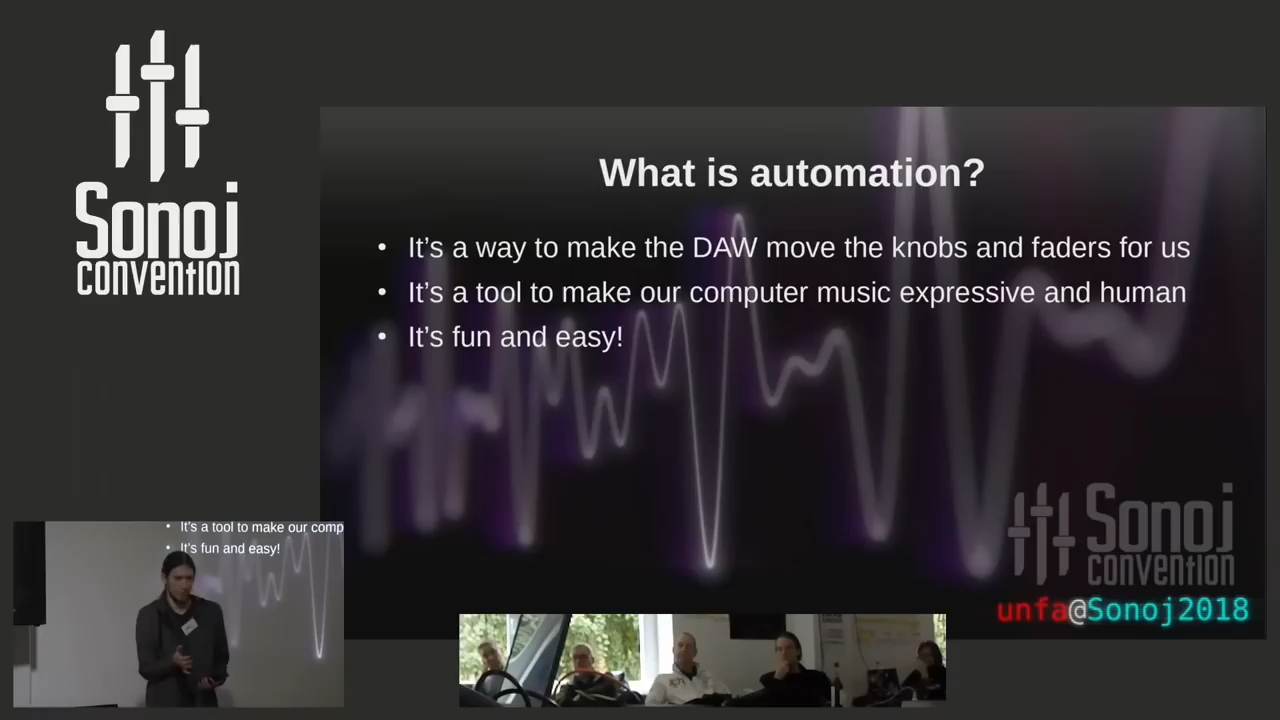 Sonoj
convention
What is automation?
• It’s a way to make the DAW move the knobs and faders for us
• It’s a tool to make our computer music expressive and human
• It’s fun and easy!
Sonoj
convention
unfa@Sonoj2018
• It’s a tool to make our comp
• It’s fun and easy!